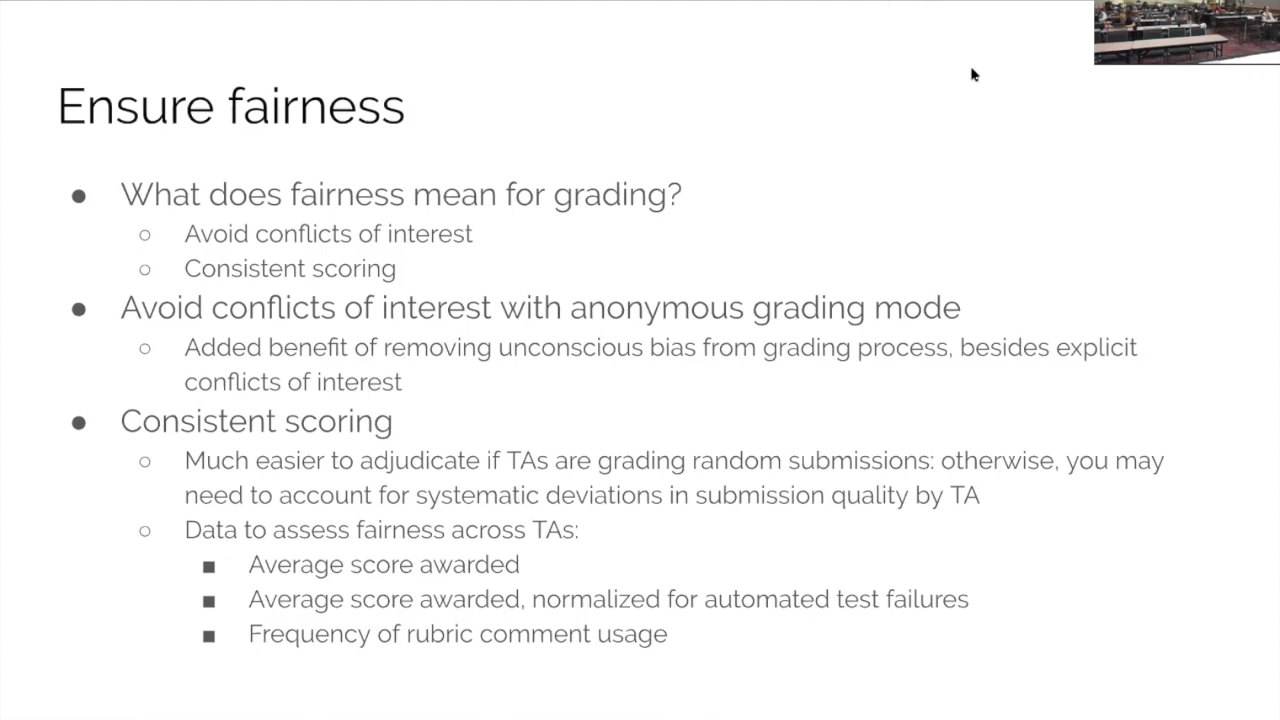 Ensure fairness
● What does fairness mean for grading?
○ Avoid conflicts of interest
○ Consistent scoring
● Avoid conflicts of interest with anonymous grading mode
○ Added benefit of removing unconscious bias from grading process, besides explicit
conflicts of interest
● Consistent scoring
○ Much easier to adjudicate if TAs are grading random submissions: otherwise, you may
need to account for systematic deviations in submission quality by TA
○ Data to assess fairness across TAs:
■ Average score awarded
■ Average score awarded, normalized for automated test failures
■ Frequency of rubric comment usage